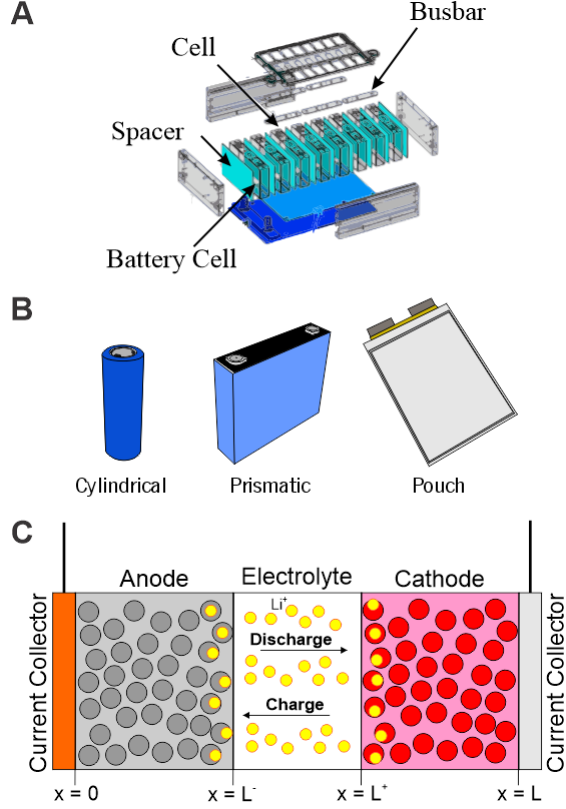 A
Busbar
Cell
Spacer
Battery Cell
B
Cylindrical
Prismatic
Pouch
C
Anode
Electrolyte
Cathode
Current Collector
Li⁺
Discharge
Charge
Current Collector
x = 0
x = L⁻
x = L⁺
x = L